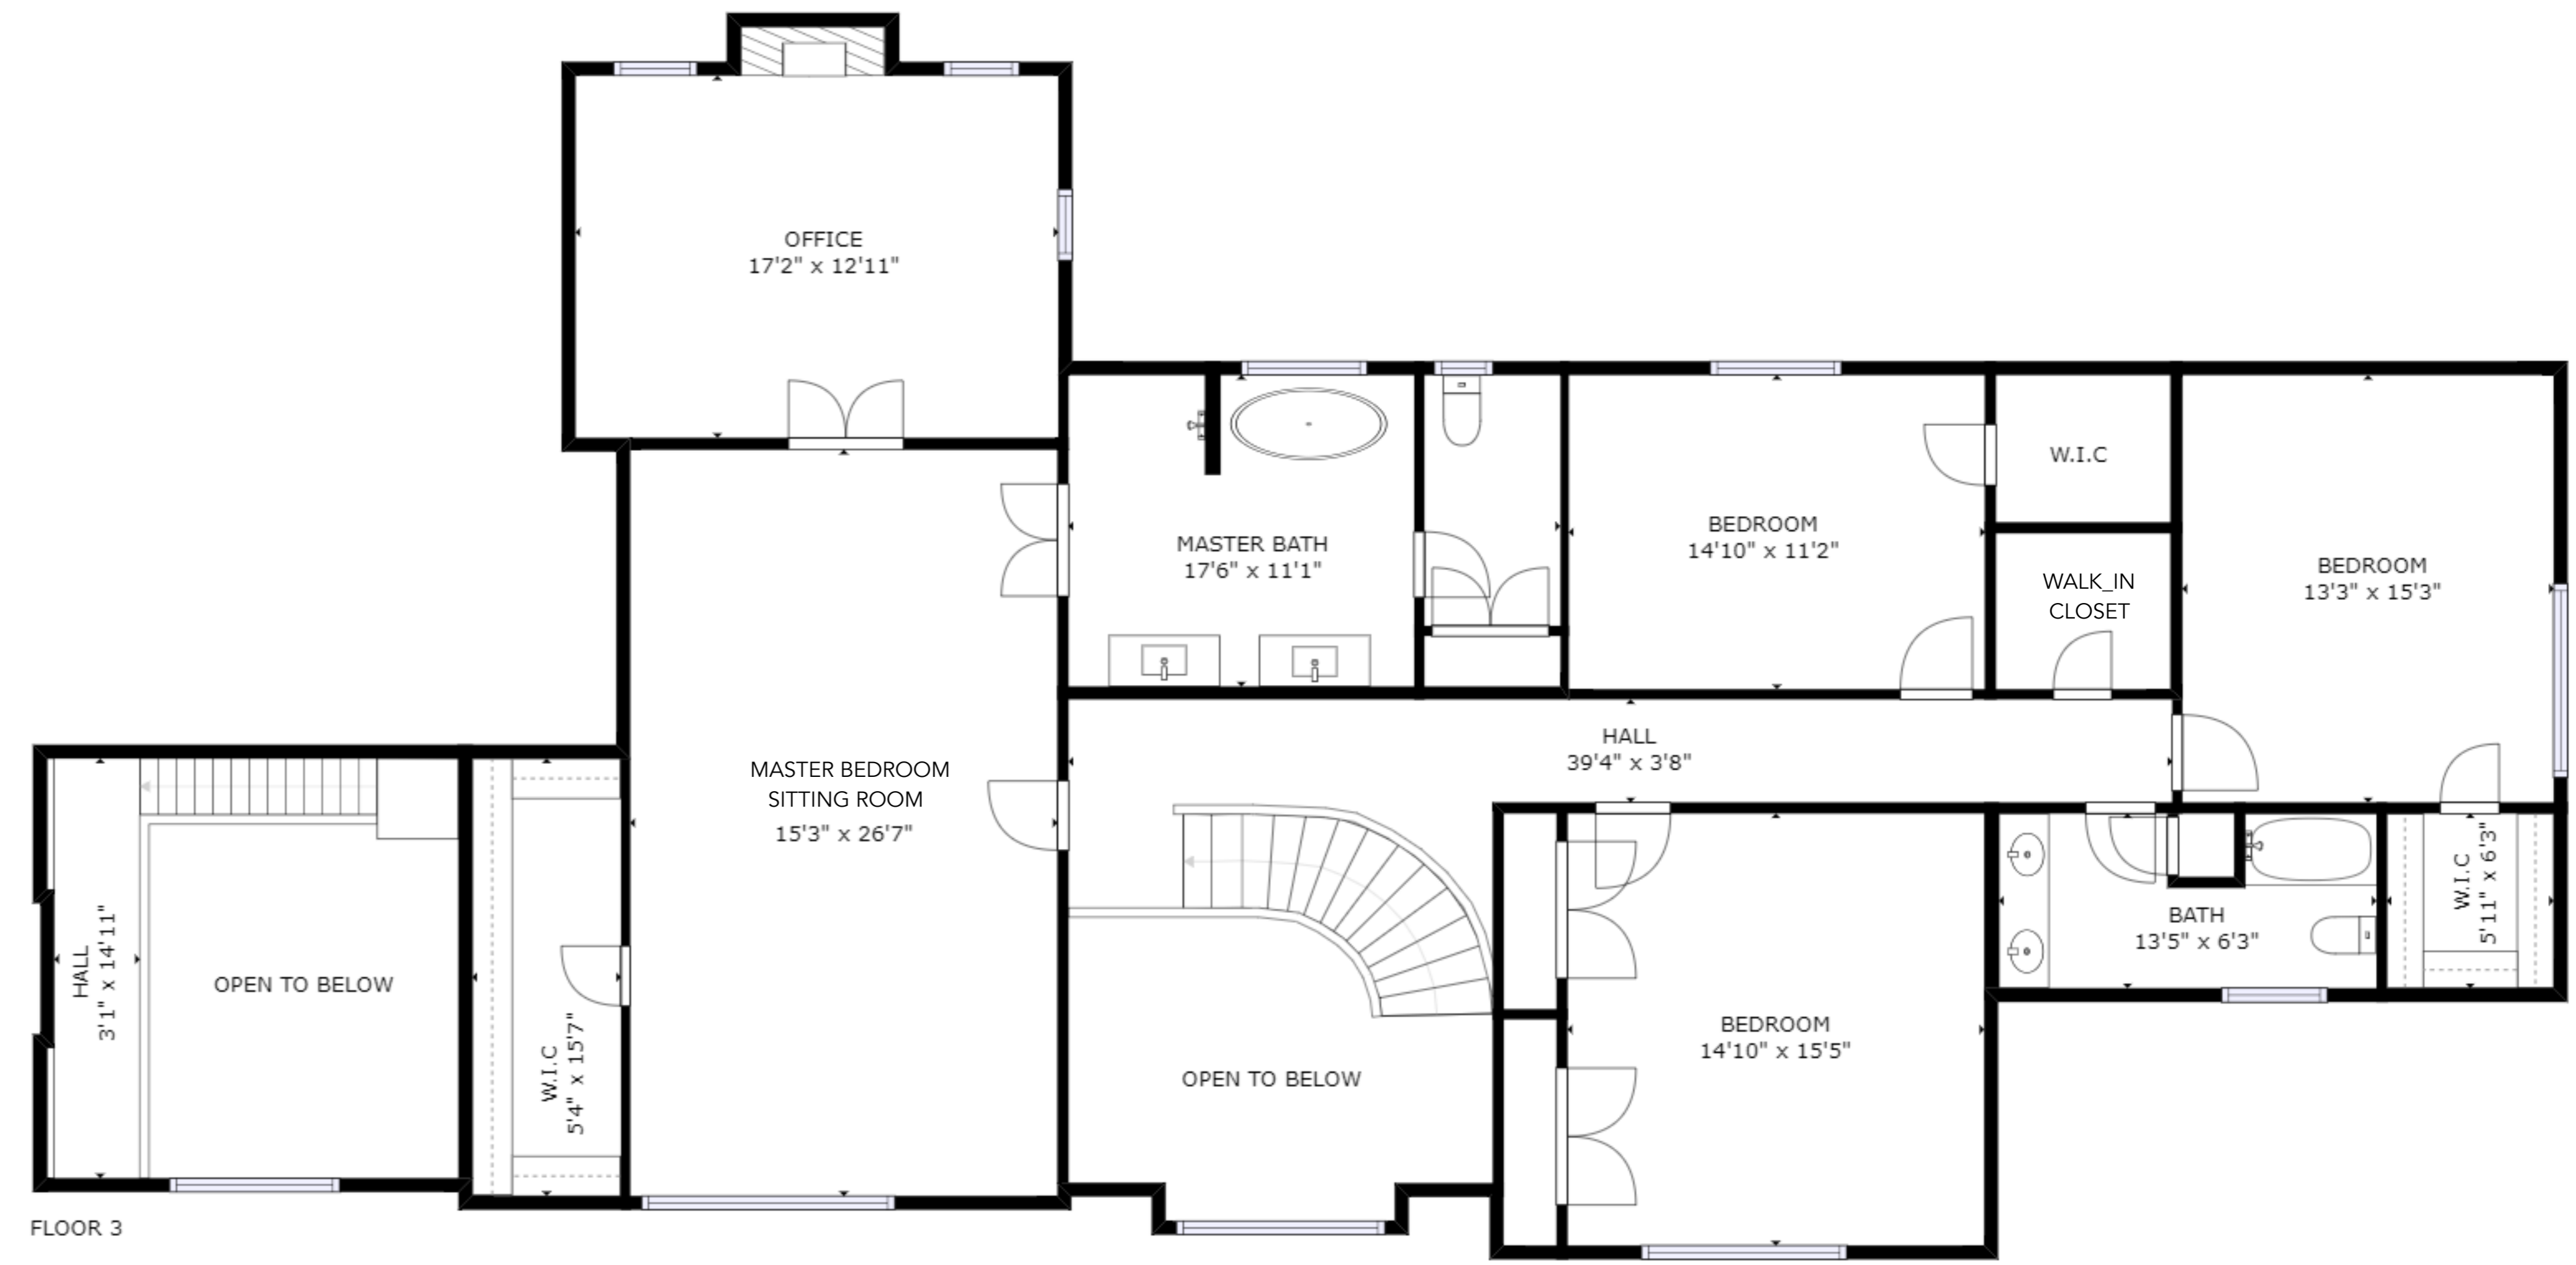 OFFICE
17'2" x 12'11"
MASTER BATH
17'6" x 11'1"
BEDROOM
14'10" x 11'2"
W.I.C
WALK_IN
CLOSET
BEDROOM
13'3" x 15'3"
MASTER BEDROOM
SITTING ROOM
15'3" x 26'7"
HALL
39'4" x 3'8"
HALL
3'1" x 14'11"
OPEN TO BELOW
W.I.C
5'4" x 15'7"
OPEN TO BELOW
BEDROOM
14'10" x 15'5"
BATH
13'5" x 6'3"
W.I.C
5'11" x 6'3"
FLOOR 3